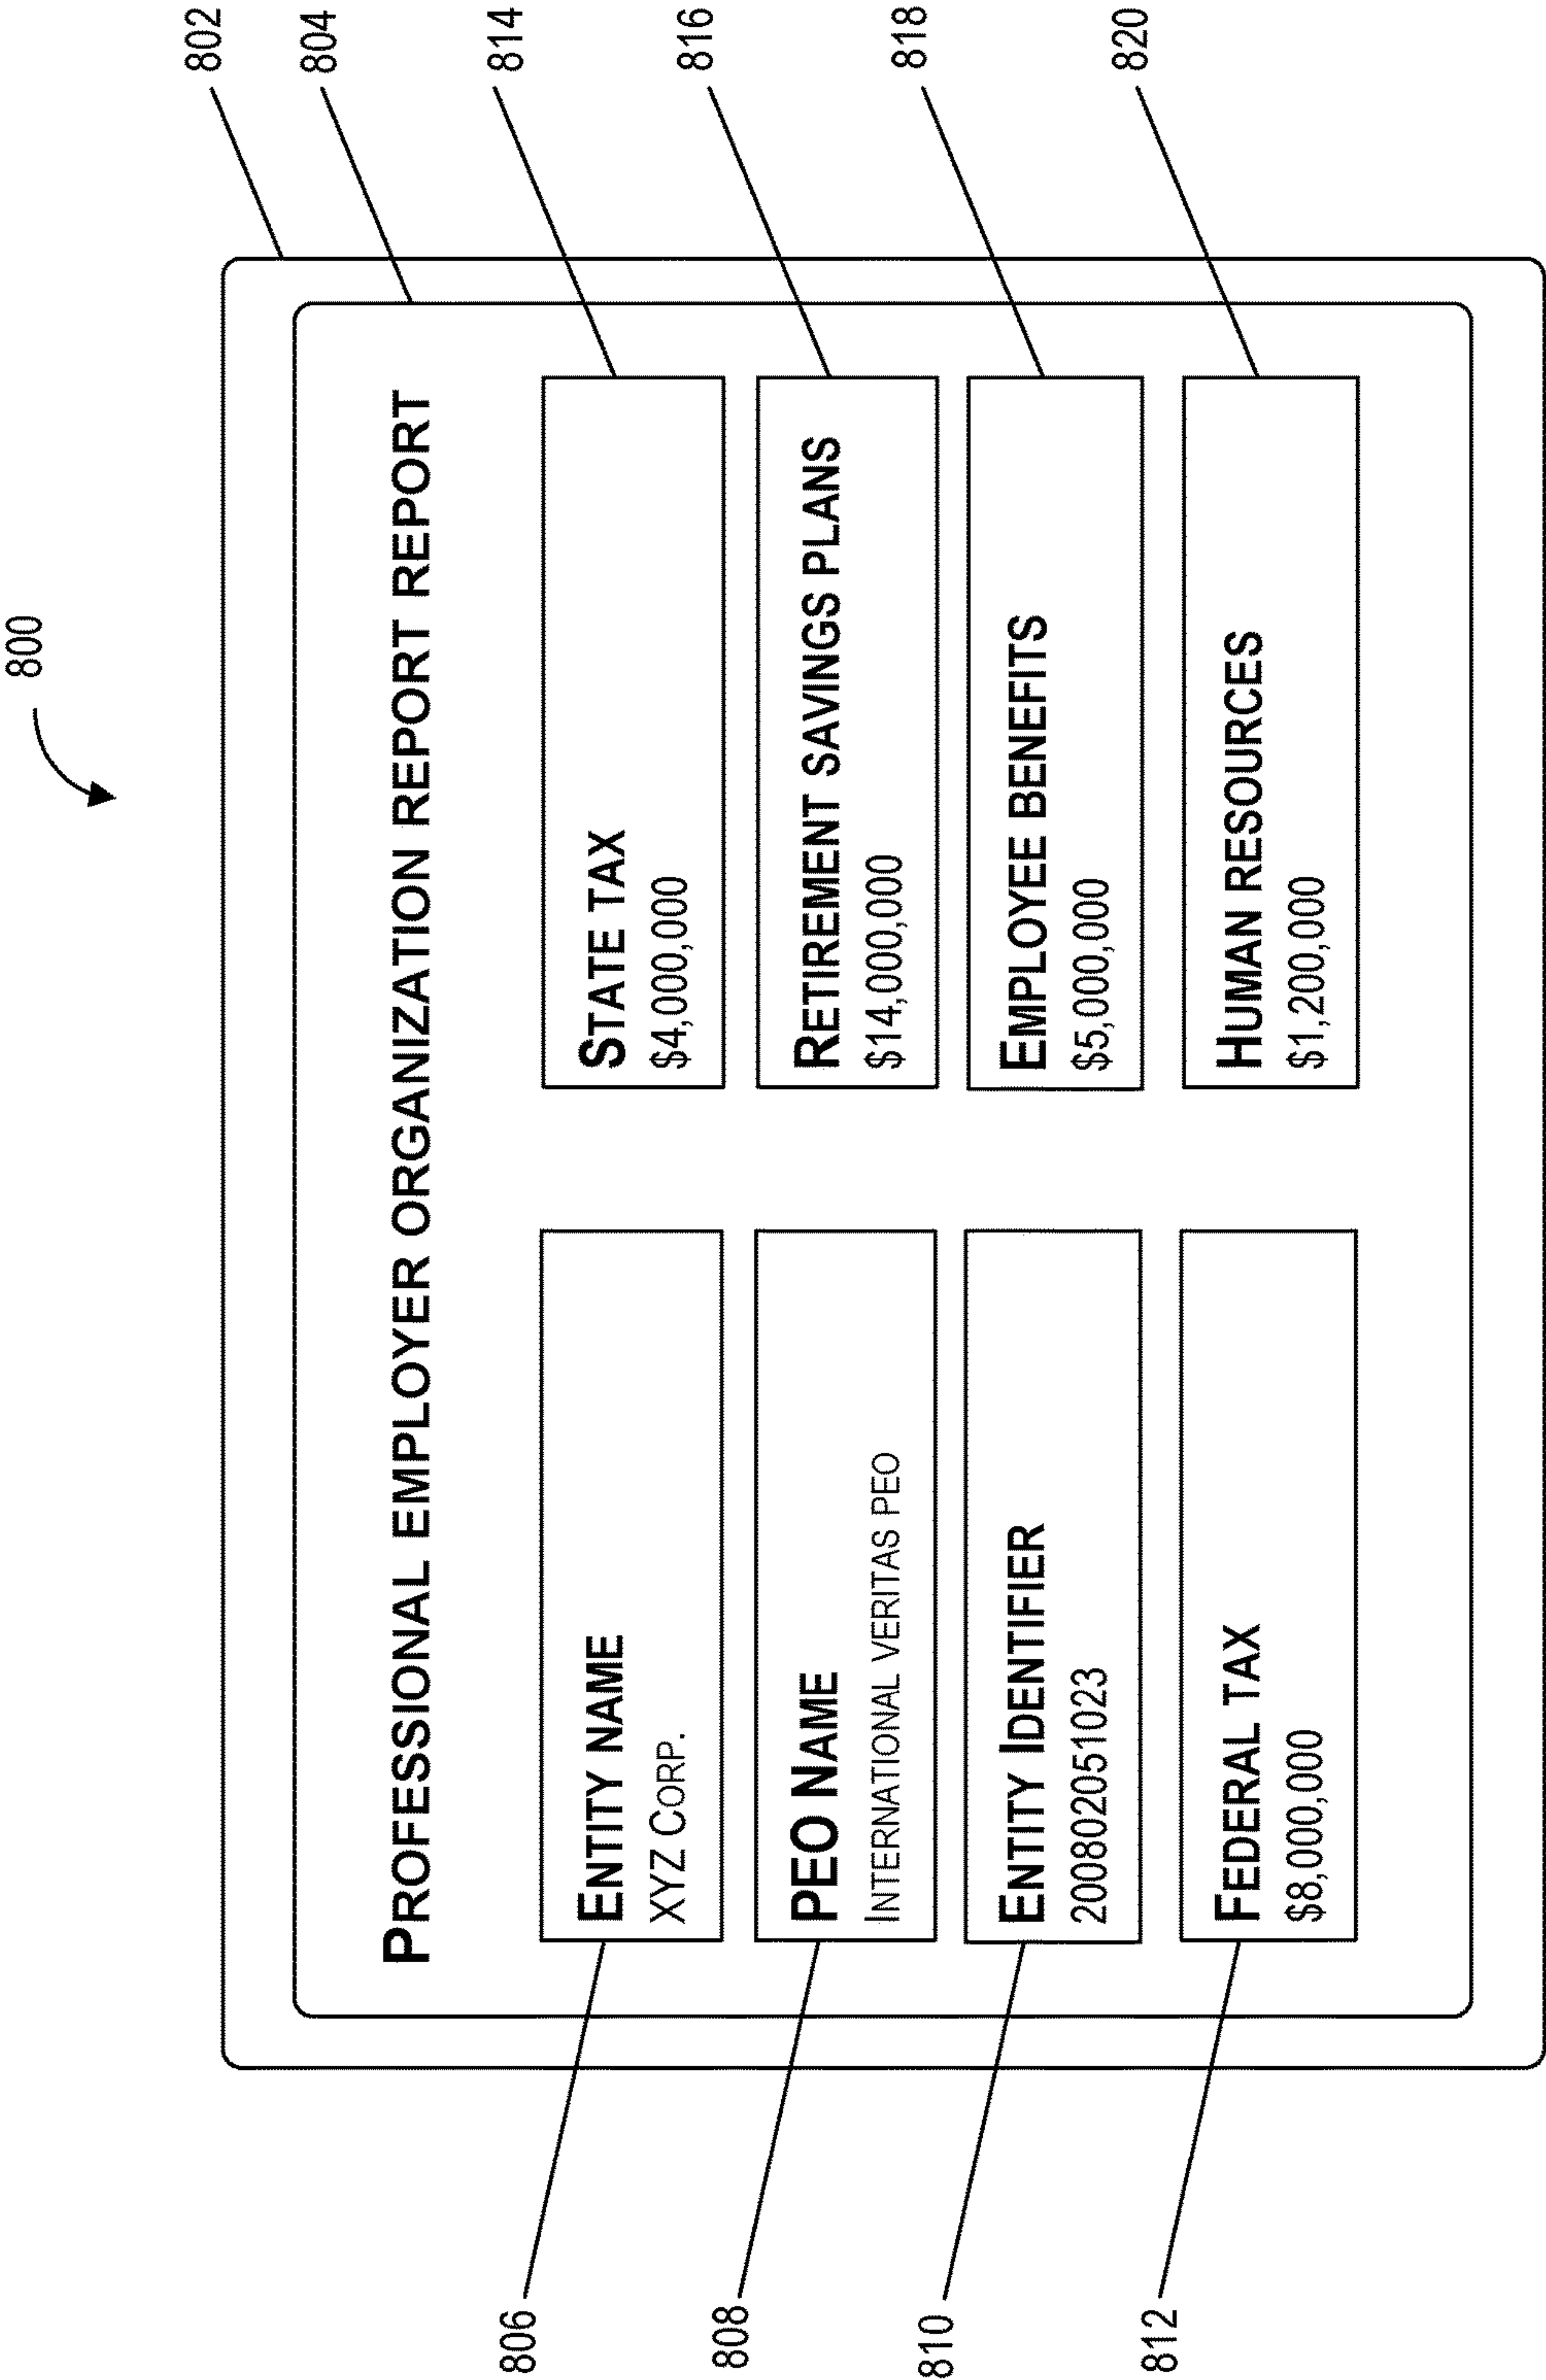 800
802
804
PROFESSIONAL EMPLOYER ORGANIZATION REPORT REPORT
806
ENTITY NAME
XYZ CORP.
808
PEO NAME
INTERNATIONAL VERITAS PEO
810
ENTITY IDENTIFIER
200802051023
812
FEDERAL TAX
$8,000,000
814
STATE TAX
$4,000,000
816
RETIREMENT SAVINGS PLANS
$14,000,000
818
EMPLOYEE BENEFITS
$5,000,000
820
HUMAN RESOURCES
$1,200,000